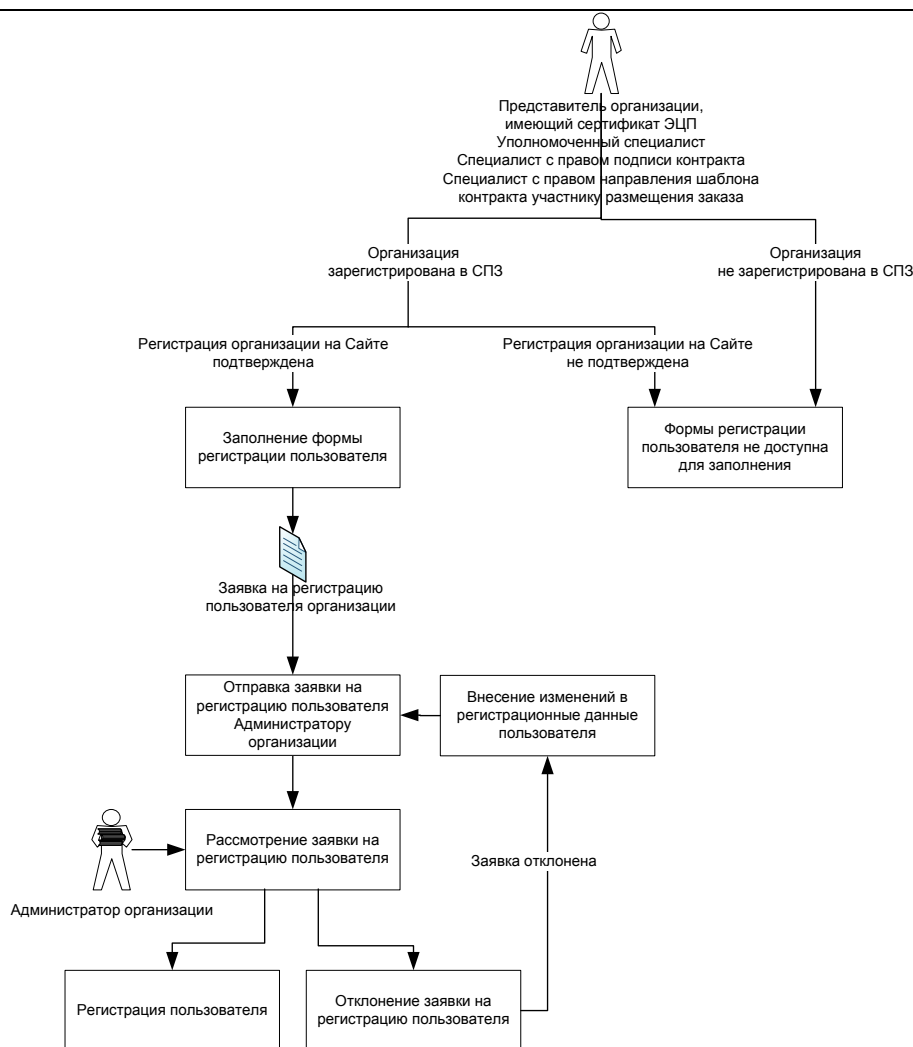 Представитель организации,
имеющий сертификат ЭЦП
Уполномоченный специалист
Специалист с правом подписи контракта
Специалист с правом направления шаблона
контракта участнику размещения заказа
Организация
зарегистрирована в СПЗ
Организация
не зарегистрирована в СПЗ
Регистрация организации на Сайте
подтверждена
Регистрация организации на Сайте
не подтверждена
Заполнение формы
регистрации пользователя
Формы регистрации
пользователя не доступна
для заполнения
Заявка на регистрацию
пользователя организации
Отправка заявки на
регистрацию пользователя
Администратору
организации
Внесение изменений в
регистрационные данные
пользователя
Рассмотрение заявки на
регистрацию пользователя
Заявка отклонена
Администратор организации
Регистрация пользователя
Отклонение заявки на
регистрацию пользователя